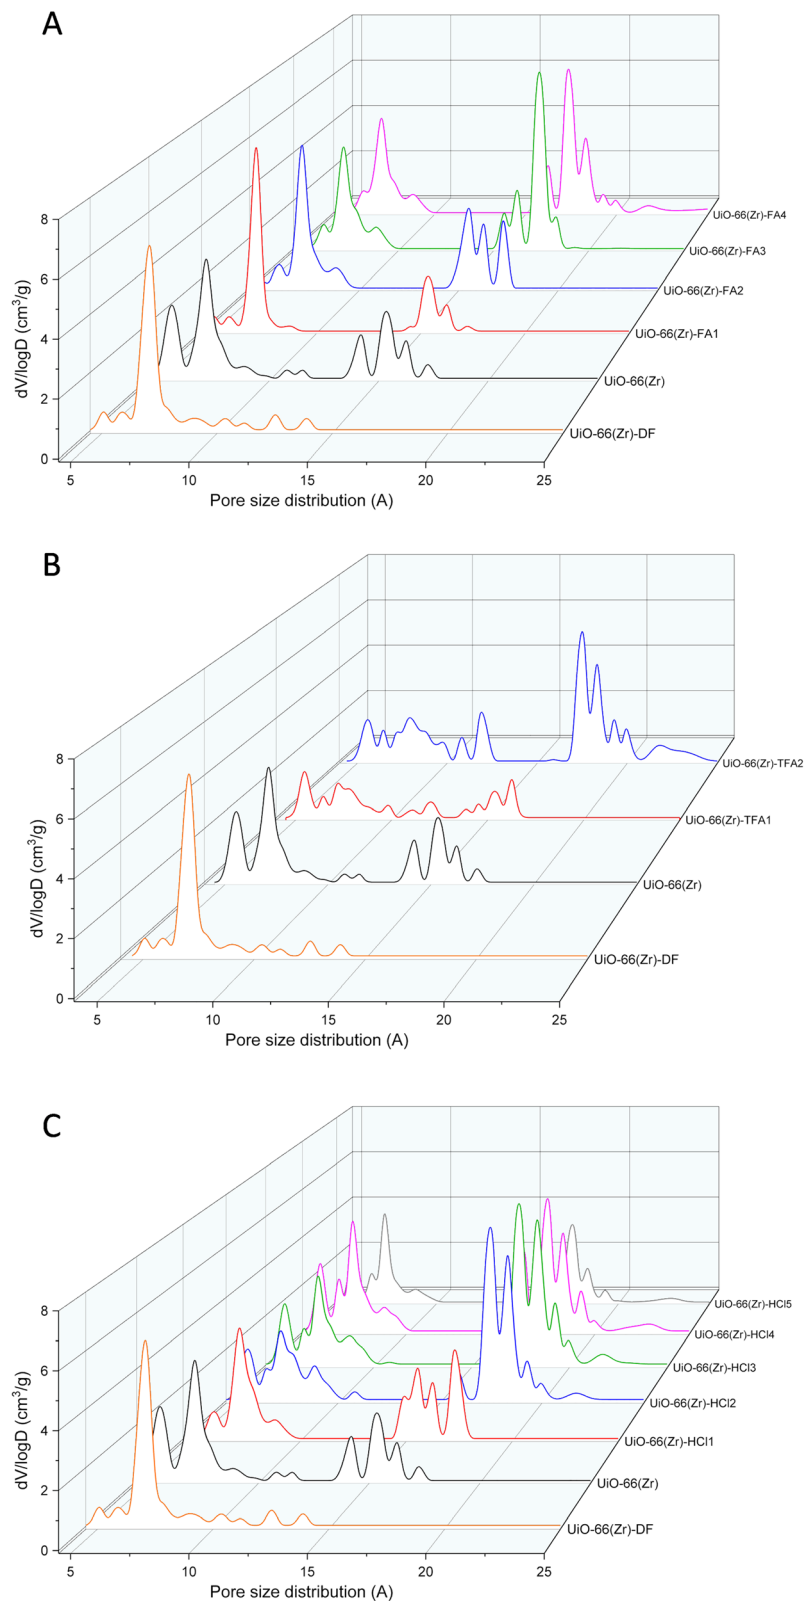 A
8
6
4
2
0
dV/logD (cm³/g)
5
10
15
20
25
Pore size distribution (A)
UiO-66(Zr)-FA4
UiO-66(Zr)-FA3
UiO-66(Zr)-FA2
UiO-66(Zr)-FA1
UiO-66(Zr)
UiO-66(Zr)-DF
B
8
6
4
2
0
dV/logD (cm³/g)
5
10
15
20
25
Pore size distribution (A)
UiO-66(Zr)-TFA2
UiO-66(Zr)-TFA1
UiO-66(Zr)
UiO-66(Zr)-DF
C
8
6
4
2
0
dV/logD (cm³/g)
5
10
15
20
25
Pore size distribution (A)
UiO-66(Zr)-HCl5
UiO-66(Zr)-HCl4
UiO-66(Zr)-HCl3
UiO-66(Zr)-HCl2
UiO-66(Zr)-HCl1
UiO-66(Zr)
UiO-66(Zr)-DF